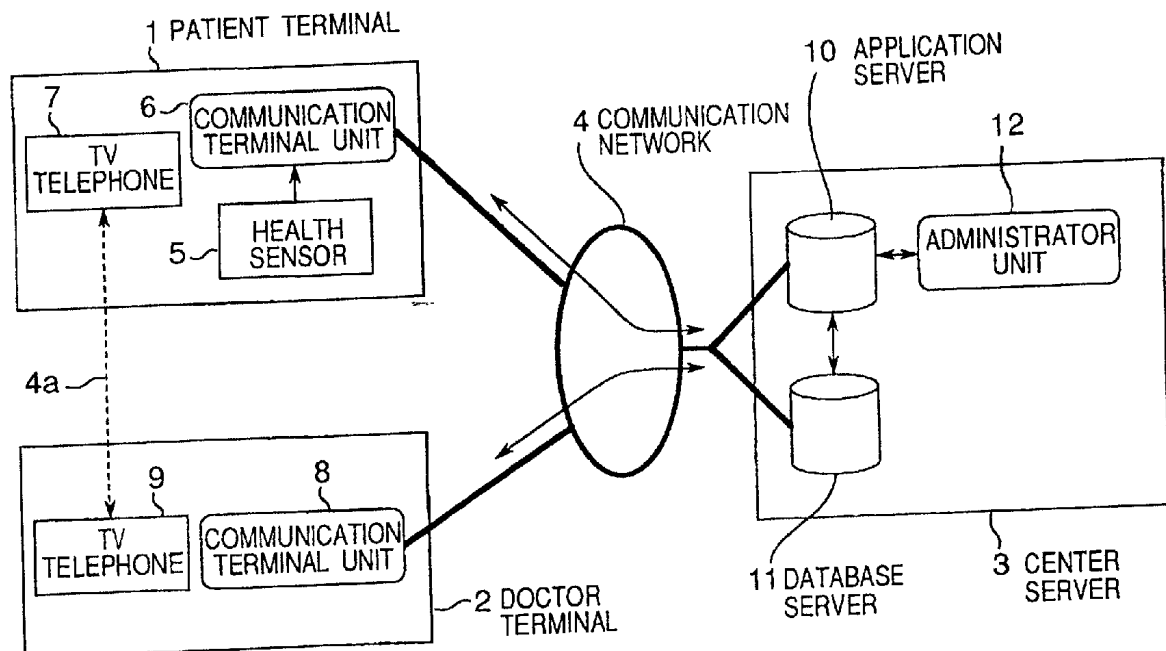 1 PATIENT TERMINAL
7
TV
TELEPHONE
6
COMMUNICATION
TERMINAL UNIT
5
HEALTH
SENSOR
4a
9
TV
TELEPHONE
8
COMMUNICATION
TERMINAL UNIT
2 DOCTOR
TERMINAL
4 COMMUNICATION
NETWORK
10 APPLICATION
SERVER
12
ADMINISTRATOR
UNIT
11 DATABASE
SERVER
3 CENTER
SERVER